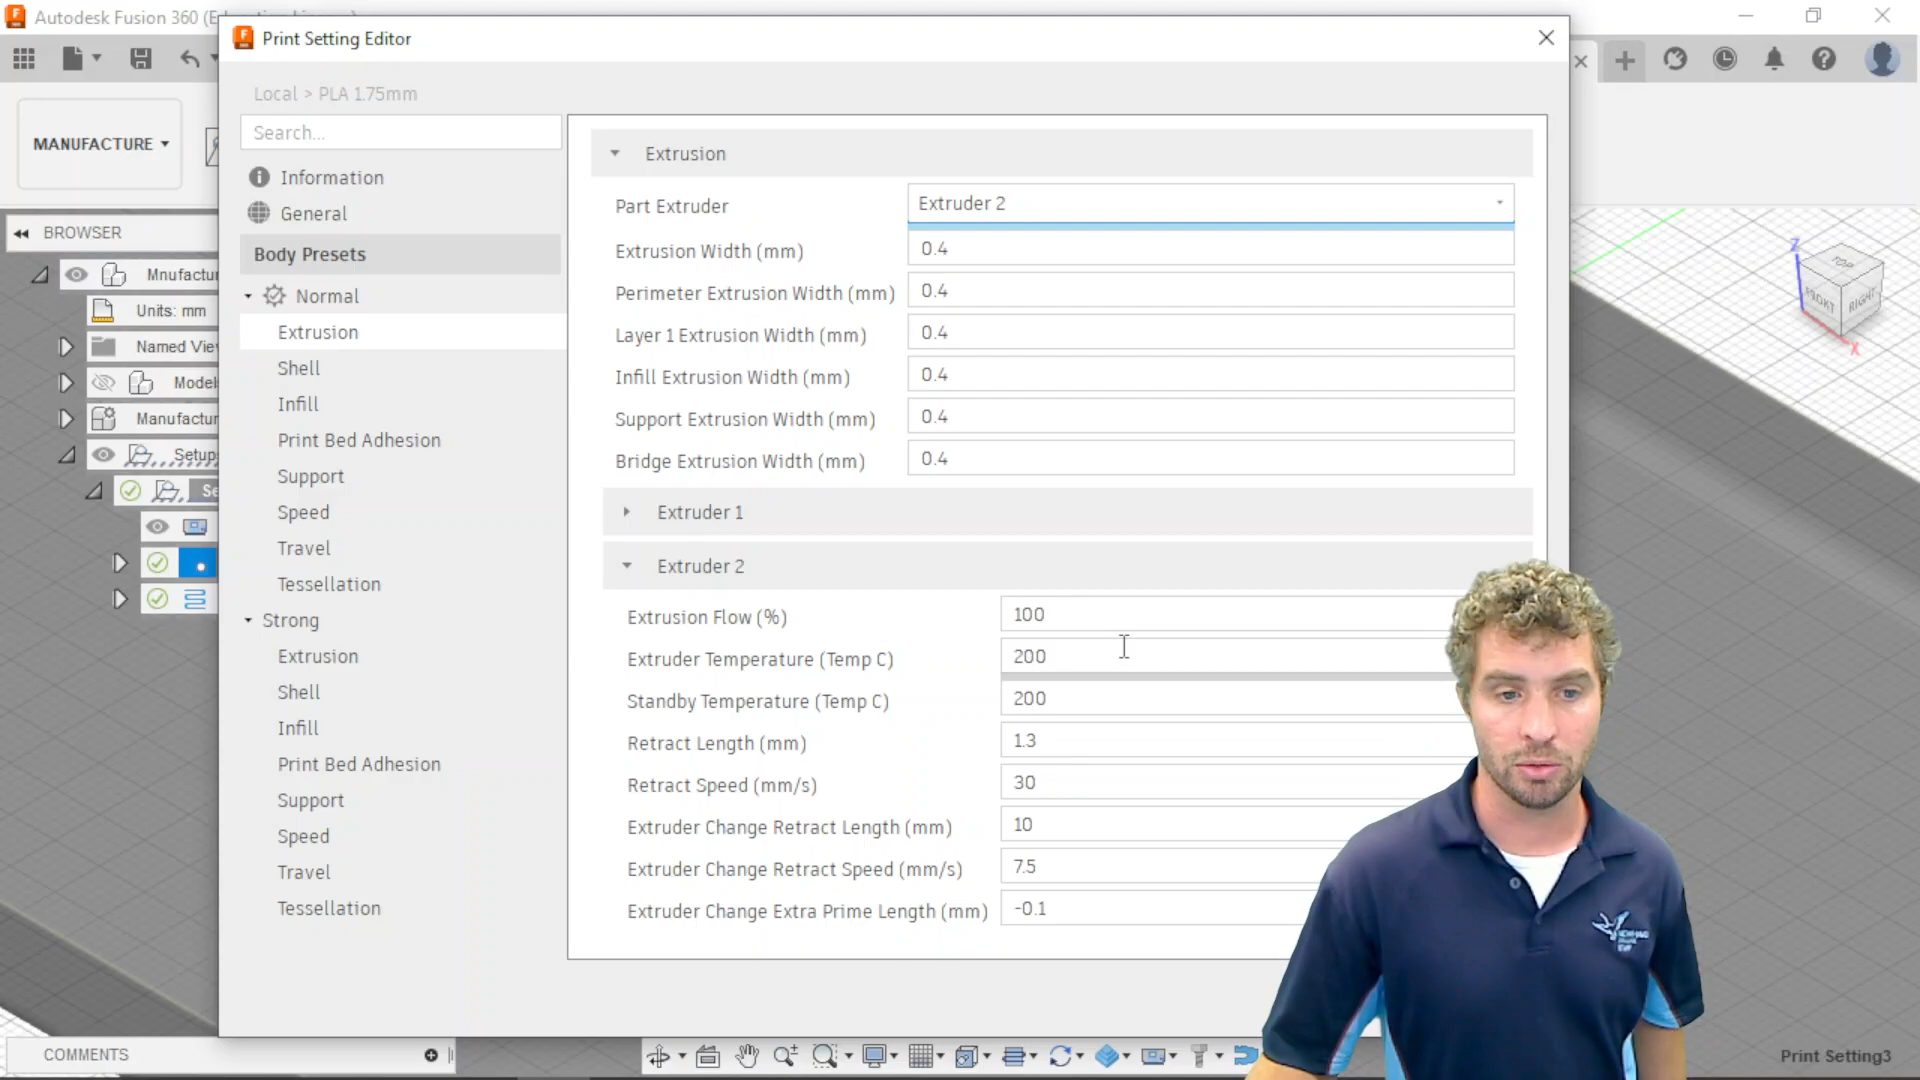 Autodesk Fusion 360 (E
Print Setting Editor
MANUFACTURE
Local > PLA 1.75mm
Search...
Information
General
Body Presets
Normal
Extrusion
Shell
Infill
Print Bed Adhesion
Support
Speed
Travel
Tessellation
Strong
Extrusion
Shell
Infill
Print Bed Adhesion
Support
Speed
Travel
Tessellation
Extrusion
Part Extruder Extruder 2
Extrusion Width (mm) 0.4
Perimeter Extrusion Width (mm) 0.4
Layer 1 Extrusion Width (mm) 0.4
Infill Extrusion Width (mm) 0.4
Support Extrusion Width (mm) 0.4
Bridge Extrusion Width (mm) 0.4
Extruder 1
Extruder 2
Extrusion Flow (%) 100
Extruder Temperature (Temp C) 200
Standby Temperature (Temp C) 200
Retract Length (mm) 1.3
Retract Speed (mm/s) 30
Extruder Change Retract Length (mm) 10
Extruder Change Retract Speed (mm/s) 7.5
Extruder Change Extra Prime Length (mm) -0.1
BROWSER
Mnufactur
Units: mm
Named Vie
Model
Manufactur
Setup
Se
Z
TOP
FRONT
RIGHT
X
COMMENTS
Print Setting3